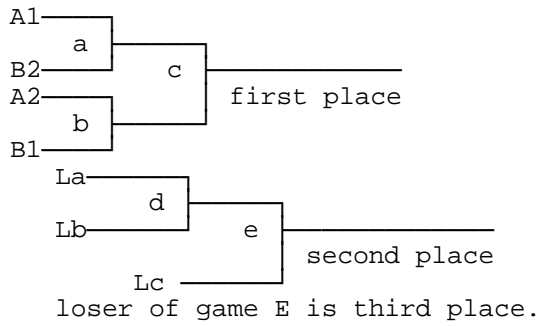 A1
a
B2
c
A2
first place
b
B1
La
d
Lb
e
second place
Lc
loser of game E is third place.